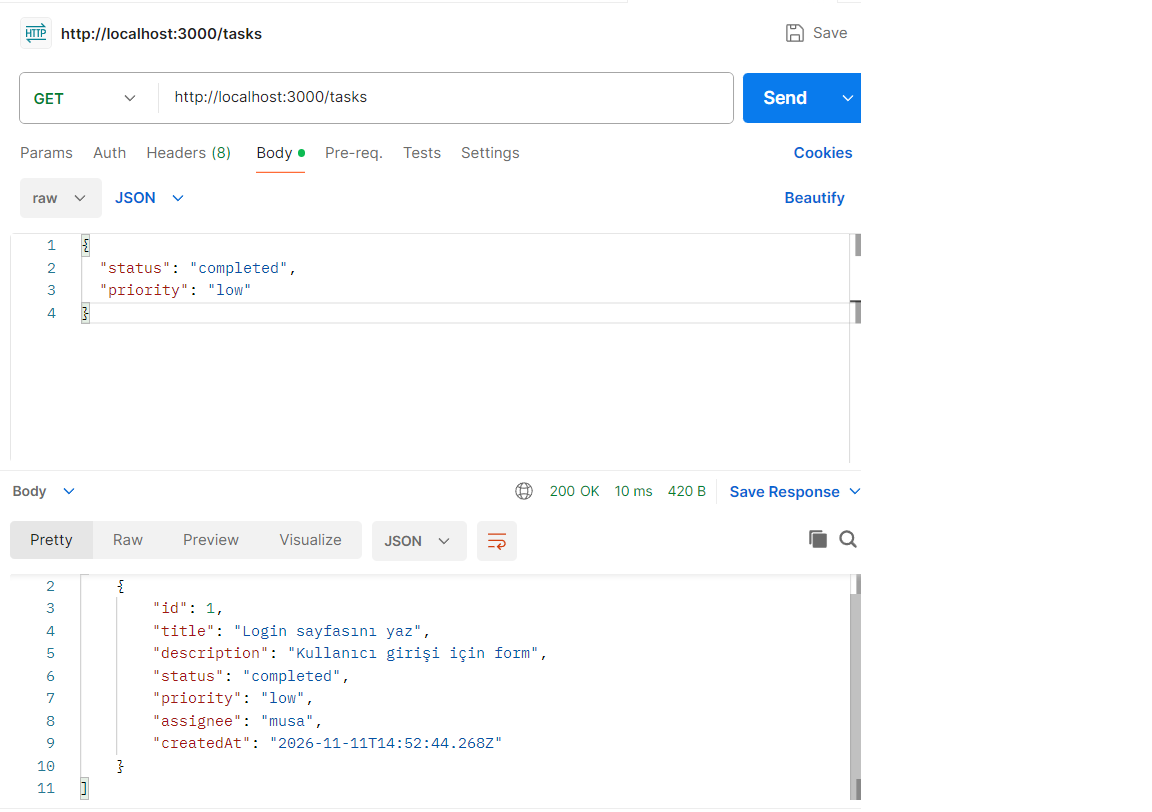 HTTP http://localhost:3000/tasks Save
GET http://localhost:3000/tasks Send
Params Auth Headers (8) Body Pre-req. Tests Settings Cookies
raw JSON Beautify
1 {
2 "status": "completed",
3 "priority": "low"
4 }
Body 200 OK 10 ms 420 B Save Response
Pretty Raw Preview Visualize JSON
2 {
3 "id": 1,
4 "title": "Login sayfasını yaz",
5 "description": "Kullanıcı girişi için form",
6 "status": "completed",
7 "priority": "low",
8 "assignee": "musa",
9 "createdAt": "2026-11-11T14:52:44.268Z"
10 }
11 ]